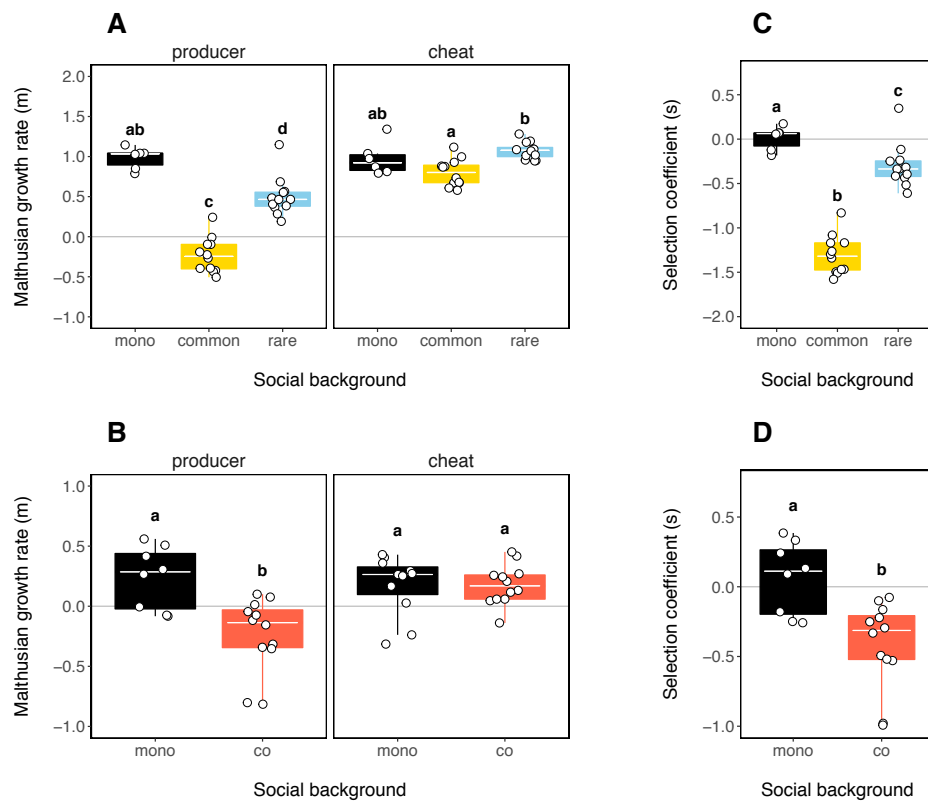 A
producer
cheat
Malthusian growth rate (m)
2.0
1.5
1.0
0.5
0.0
−0.5
−1.0
ab
c
d
ab
a
b
mono
common
rare
mono
common
rare
Social background
C
Selection coefficient (s)
0.5
0.0
−0.5
−1.0
−1.5
−2.0
a
b
c
mono
common
rare
Social background
B
producer
cheat
Malthusian growth rate (m)
1.0
0.5
0.0
−0.5
−1.0
a
b
a
a
mono
co
mono
co
Social background
D
Selection coefficient (s)
0.5
0.0
−0.5
−1.0
a
b
mono
co
Social background